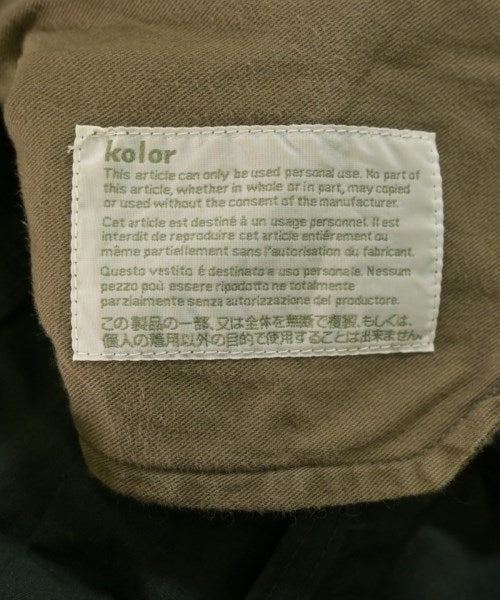 kolor
This article can only be used personal use. No part of
this article, whether in whole or in part, may copied
or used without the consent of the manufacturer.
Cet article est destiné à un usage personnel. Il est
interdit de reproduire cet article entiérement ou
même partiellement sans l'autorisation du fabricant.
Questo vestito é destinato a uso personale. Nessum
pezzo poü essere ripodotto ne totalmente
parziaimente senza autorizzazione del productore.
この製品の一部、又は全体を無断で複製、もしくは、
個人の着用以外の目的で使用することは出来ません。